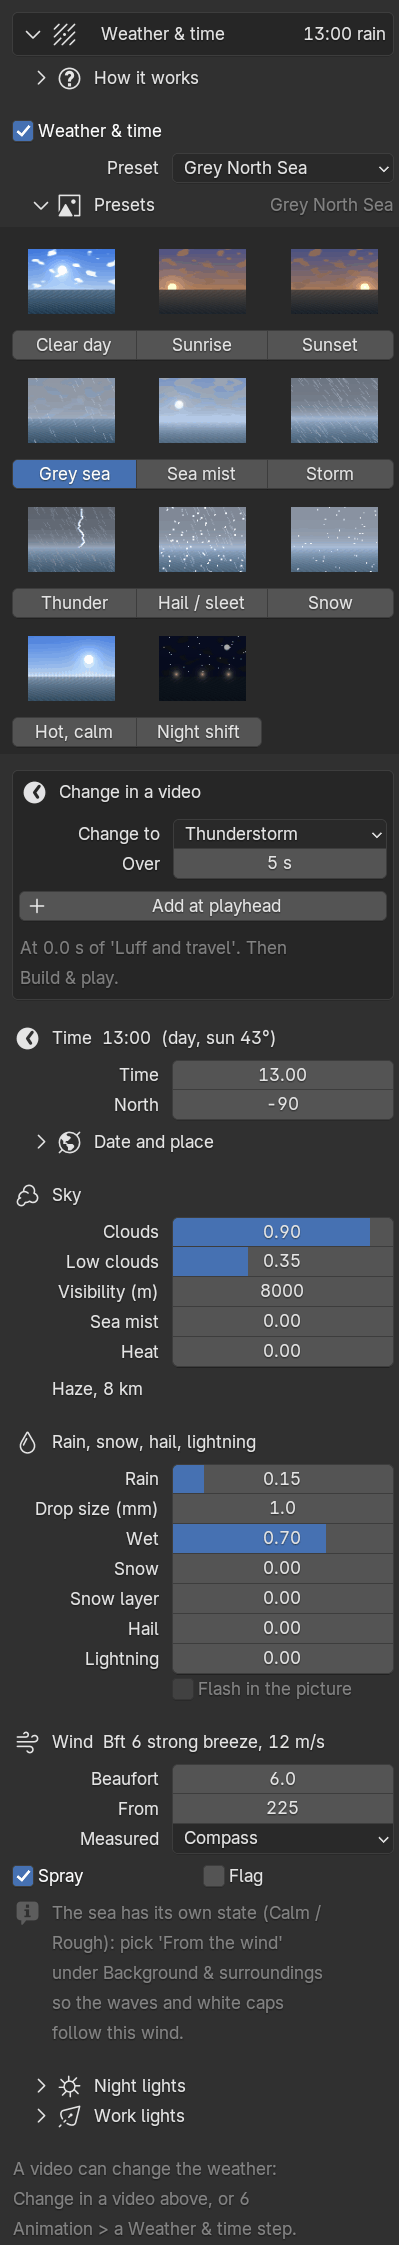 Weather & time 13:00 rain
How it works
Weather & time
Preset Grey North Sea
Presets Grey North Sea
Clear day Sunrise Sunset
Grey sea Sea mist Storm
Thunder Hail / sleet Snow
Hot, calm Night shift
Change in a video
Change to Thunderstorm
Over 5 s
Add at playhead
At 0.0 s of 'Luff and travel'. Then
Build & play.
Time 13:00 (day, sun 43°)
Time 13.00
North -90
Date and place
Sky
Clouds 0.90
Low clouds 0.35
Visibility (m) 8000
Sea mist 0.00
Heat 0.00
Haze, 8 km
Rain, snow, hail, lightning
Rain 0.15
Drop size (mm) 1.0
Wet 0.70
Snow 0.00
Snow layer 0.00
Hail 0.00
Lightning 0.00
Flash in the picture
Wind Bft 6 strong breeze, 12 m/s
Beaufort 6.0
From 225
Measured Compass
Spray Flag
The sea has its own state (Calm /
Rough): pick 'From the wind'
under Background & surroundings
so the waves and white caps
follow this wind.
Night lights
Work lights
A video can change the weather:
Change in a video above, or 6
Animation > a Weather & time step.